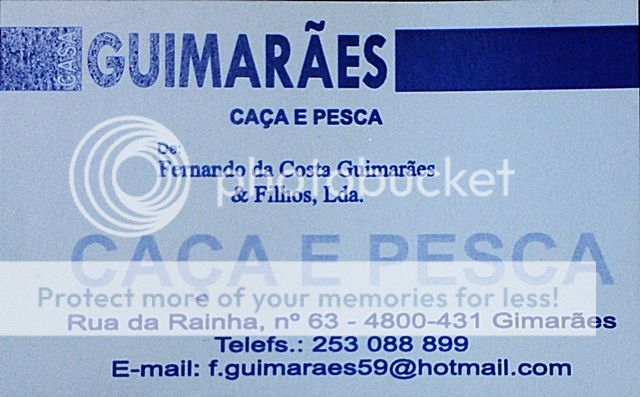 CASA
GUIMARÃES
CAÇA E PESCA
De:
Fernando da Costa Guimarães
& Filhos, Lda.
photobucket
CAÇA E PESCA
Protect more of your memories for less!
Rua da Rainha, nº 63 - 4800-431 Gimarães
Telefs.: 253 088 899
E-mail: f.guimaraes59@hotmail.com